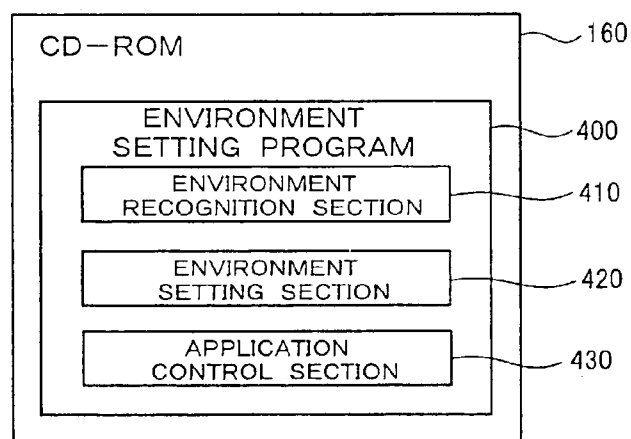 CD-ROM
160
ENVIRONMENT
SETTING PROGRAM
400
ENVIRONMENT
RECOGNITION SECTION
410
ENVIRONMENT
SETTING SECTION
420
APPLICATION
CONTROL SECTION
430